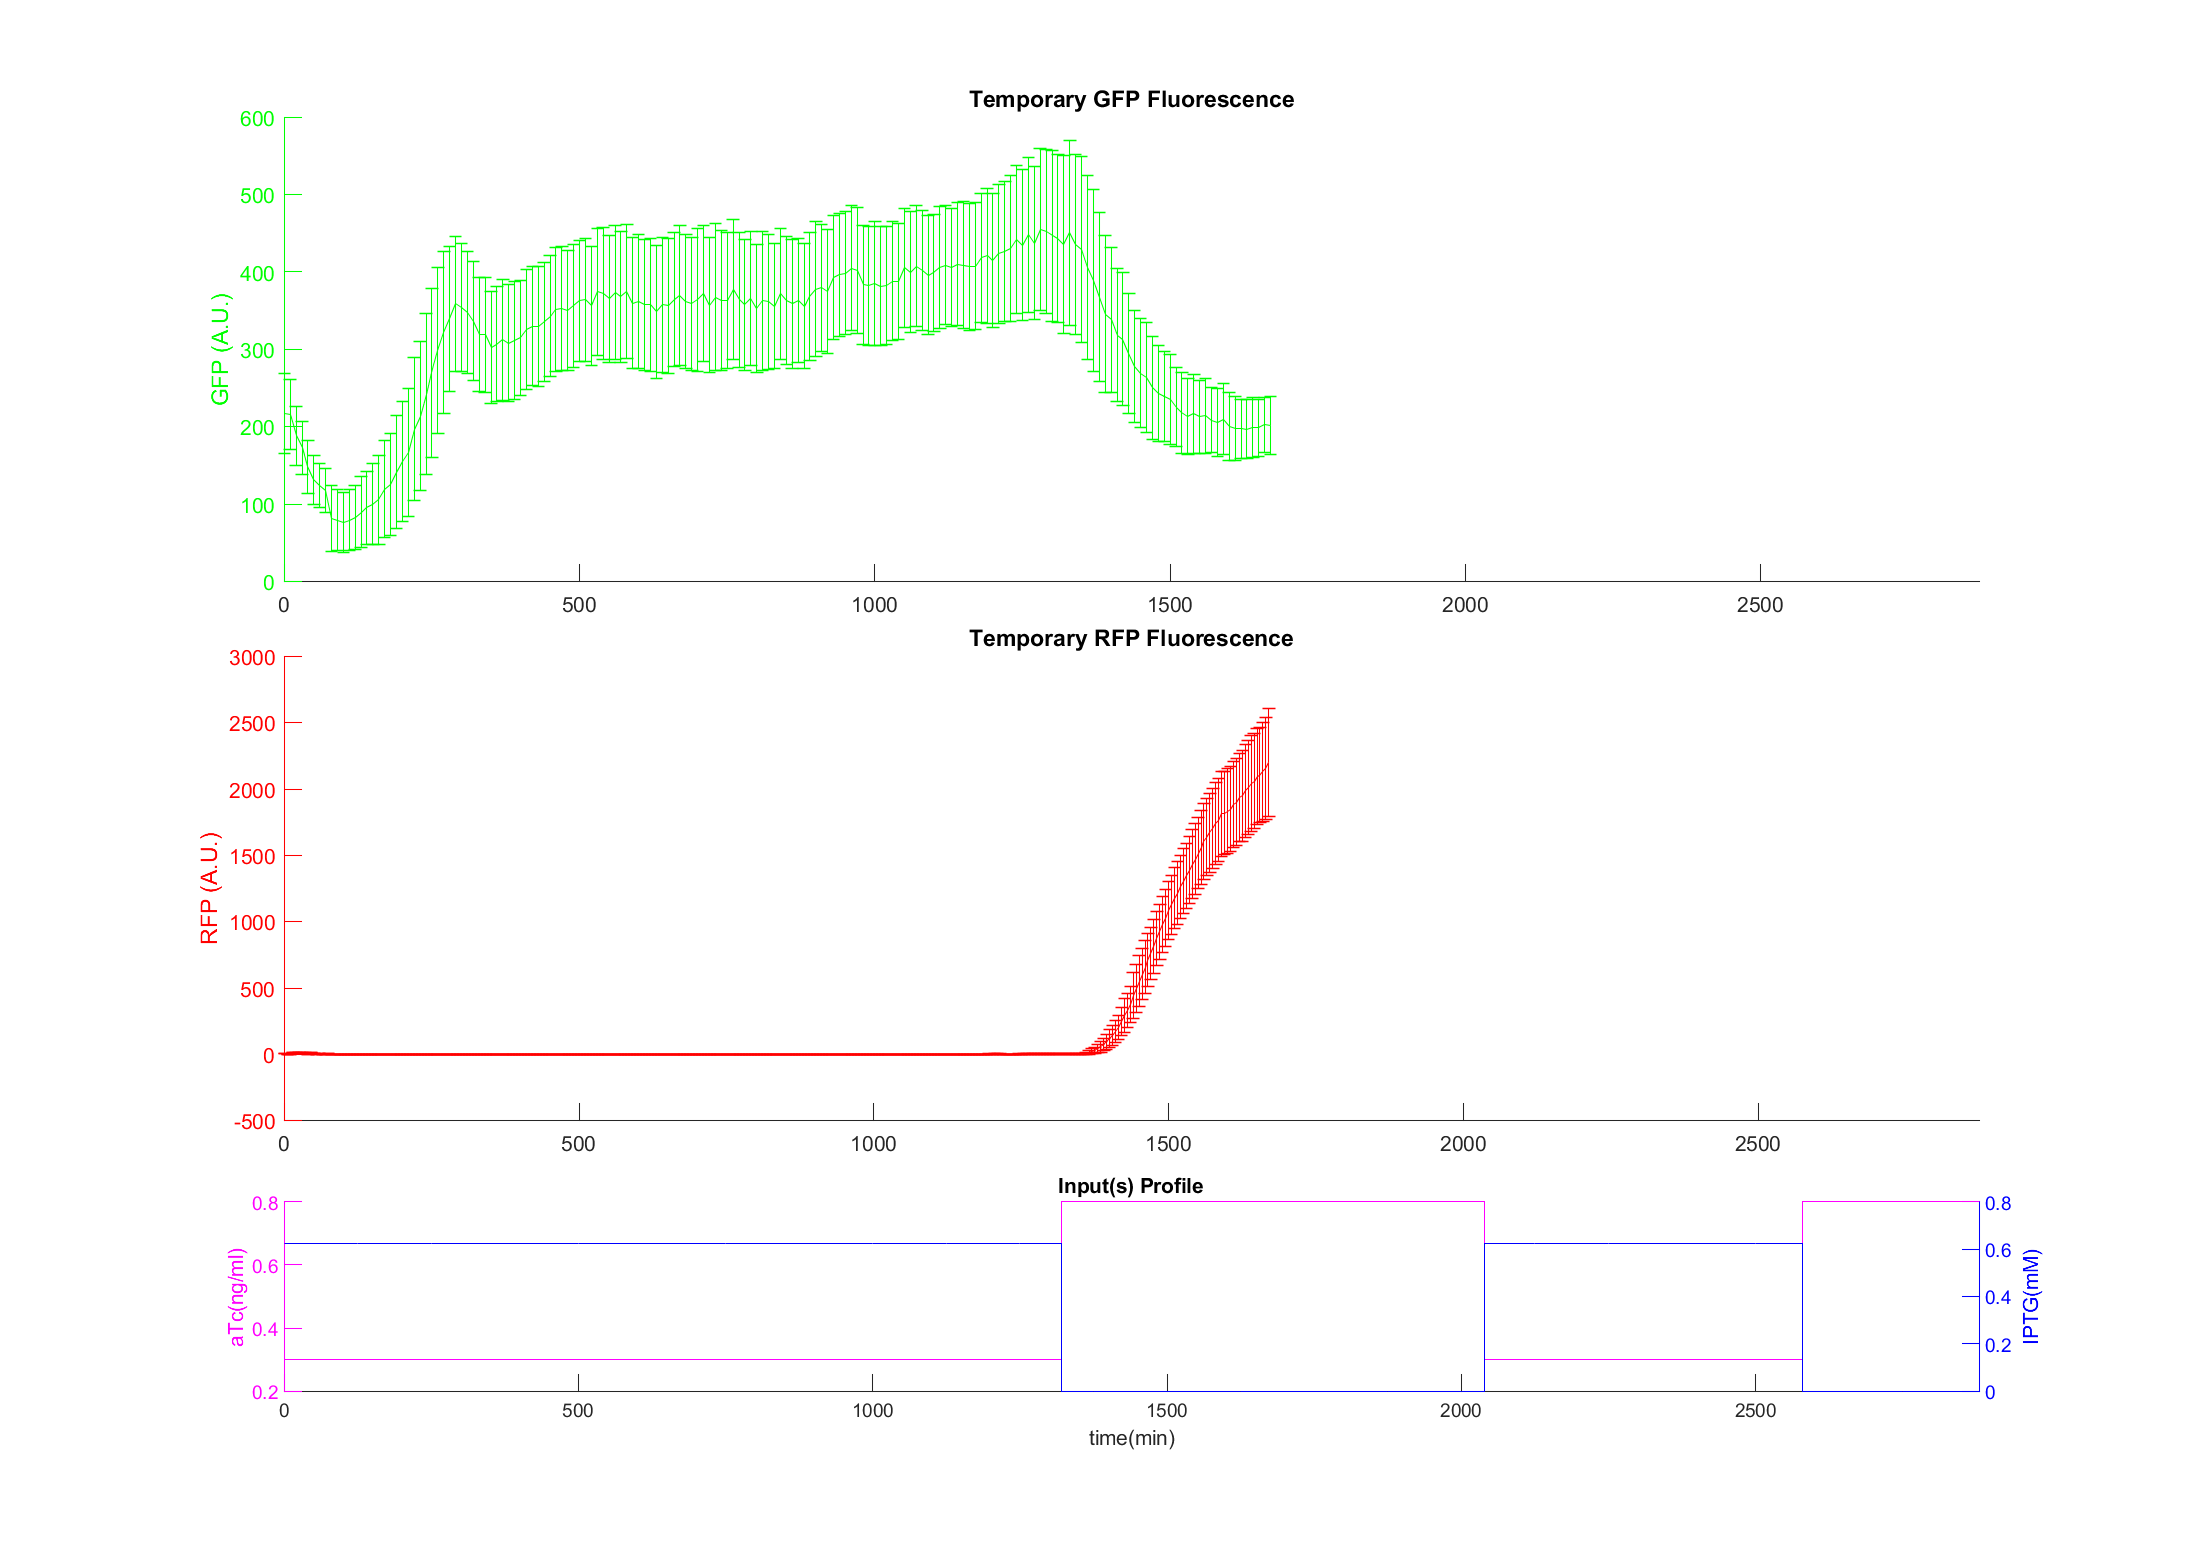 Temporary GFP Fluorescence
600
500
400
300
200
100
0
GFP (A.U.)
0 500 1000 1500 2000 2500
Temporary RFP Fluorescence
3000
2500
2000
1500
1000
500
0
-500
RFP (A.U.)
0 500 1000 1500 2000 2500
Input(s) Profile
0.8
0.6
0.4
0.2
aTc(ng/ml)
0.8
0.6
0.4
0.2
0
IPTG(mM)
0 500 1000 1500 2000 2500
time(min)